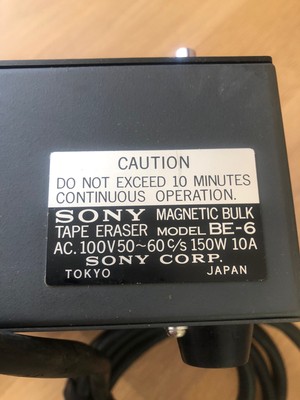 CAUTION
DO NOT EXCEED 10 MINUTES
CONTINUOUS OPERATION.
SONY MAGNETIC BULK
TAPE ERASER MODEL BE-6
AC. 100V 50~60 c/s 150W 10A
SONY CORP.
TOKYO JAPAN